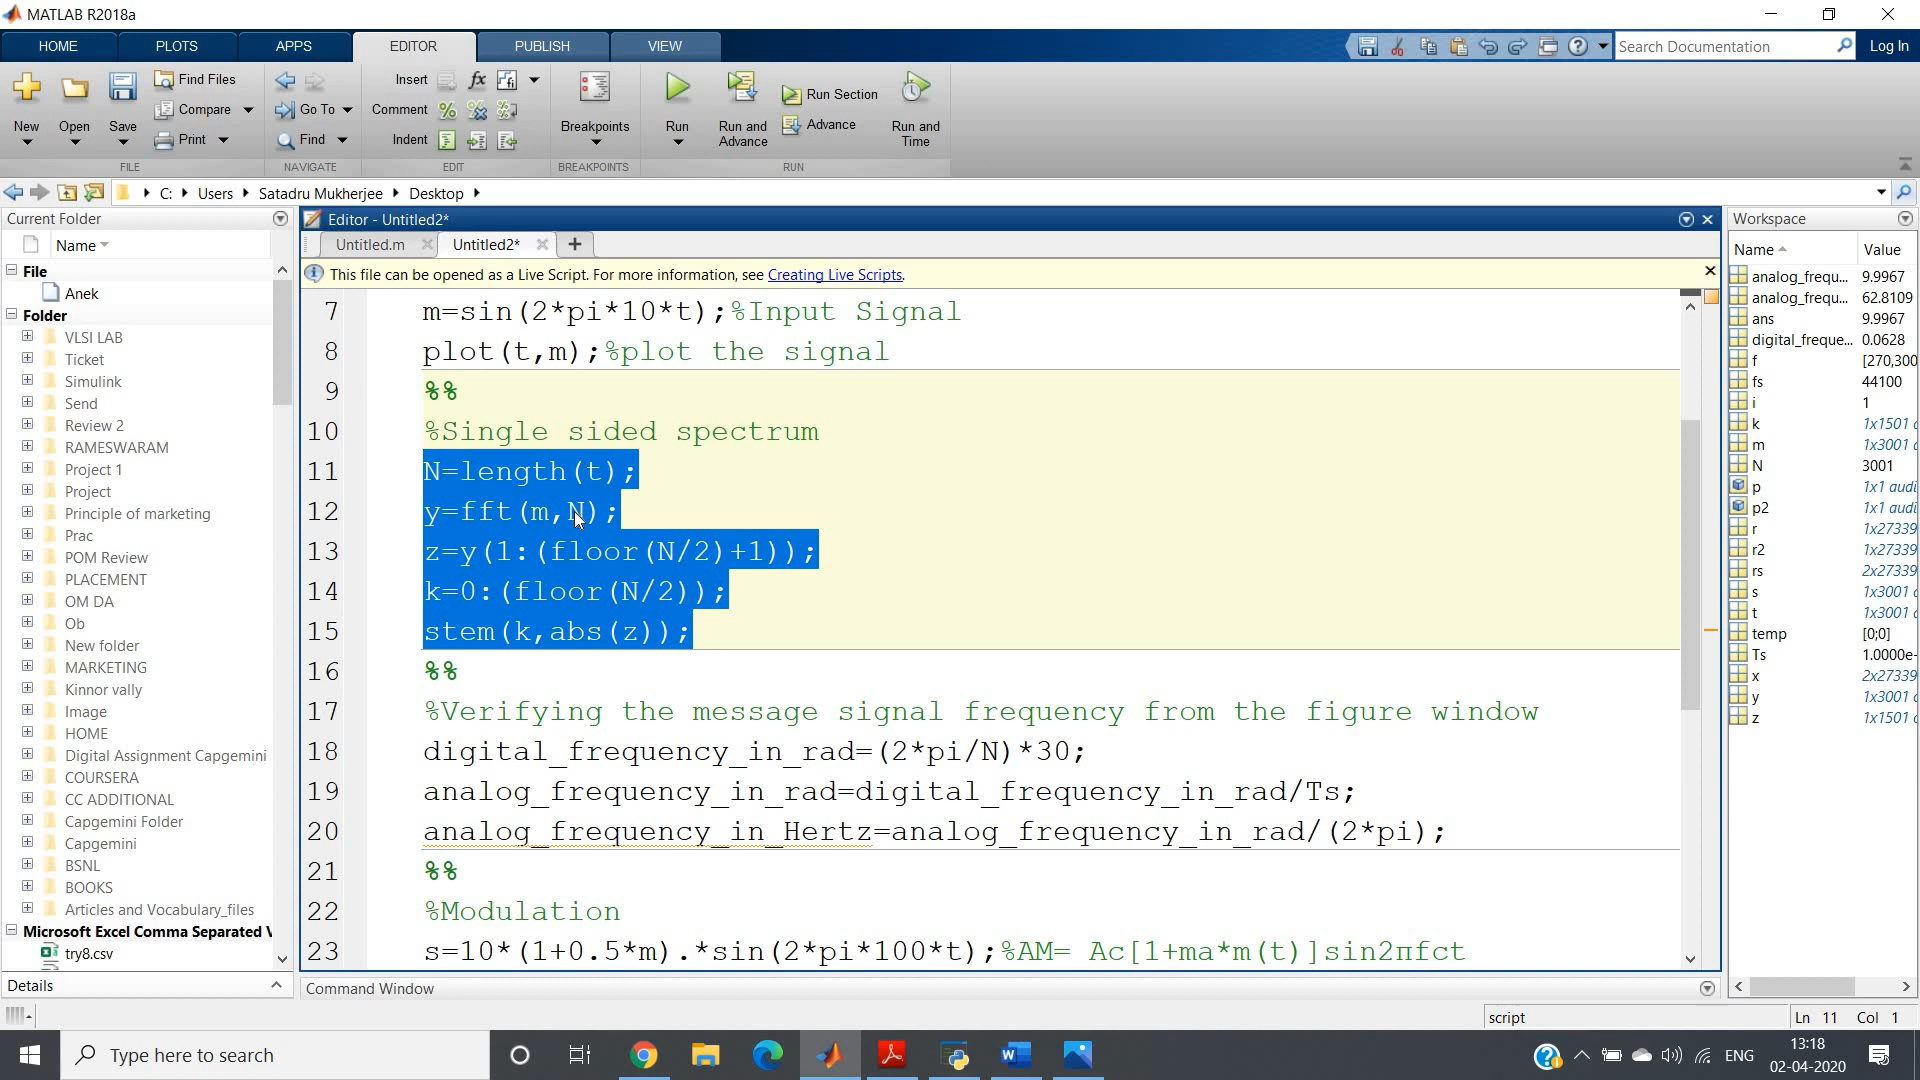 MATLAB R2018a
HOME PLOTS APPS EDITOR PUBLISH VIEW
Search Documentation
Log In
New Open Save
Find Files
Compare
Print
Go To
Find
Insert fx
Comment
Indent
Breakpoints
Run
Run and Advance
Run Section
Advance
Run and Time
FILE NAVIGATE EDIT BREAKPOINTS RUN
C: Users Satadru Mukherjee Desktop
Current Folder
Name
File
Anek
Folder
VLSI LAB
Ticket
Simulink
Send
Review 2
RAMESWARAM
Project 1
Project
Principle of marketing
Prac
POM Review
PLACEMENT
OM DA
Ob
New folder
MARKETING
Kinnor vally
Image
HOME
Digital Assignment Capgemini
COURSERA
CC ADDITIONAL
Capgemini Folder
Capgemini
BSNL
BOOKS
Articles and Vocabulary_files
Microsoft Excel Comma Separated V
try8.csv
Details
Editor - Untitled2*
Untitled.m Untitled2* +
This file can be opened as a Live Script. For more information, see Creating Live Scripts.
7 m=sin(2*pi*10*t);%Input Signal
8 plot(t,m);%plot the signal
9 %%
10 %Single sided spectrum
11 N=length(t);
12 y=fft(m,N);
13 z=y(1:(floor(N/2)+1));
14 k=0:(floor(N/2));
15 stem(k,abs(z));
16 %%
17 %Verifying the message signal frequency from the figure window
18 digital_frequency_in_rad=(2*pi/N)*30;
19 analog_frequency_in_rad=digital_frequency_in_rad/Ts;
20 analog_frequency_in_Hertz=analog_frequency_in_rad/(2*pi);
21 %%
22 %Modulation
23 s=10*(1+0.5*m).*sin(2*pi*100*t);%AM= Ac[1+ma*m(t)]sin2πfct
Command Window
Workspace
Name Value
analog_frequ... 9.9967
analog_frequ... 62.8109
ans 9.9967
digital_freque... 0.0628
f [270,300
fs 44100
i 1
k 1x1501 d
m 1x3001 d
N 3001
p 1x1 audi
p2 1x1 audi
r 1x27339
r2 1x27339
rs 2x27339
s 1x3001 d
t 1x3001 d
temp [0;0]
Ts 1.0000e-
x 2x27339
y 1x3001 d
z 1x1501 d
script
Ln 11 Col 1
Type here to search
ENG
13:18
02-04-2020